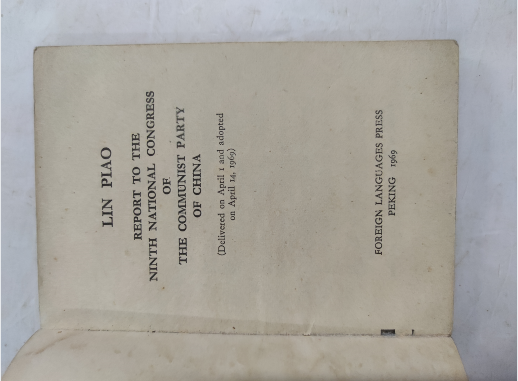 LIN PIAO
REPORT TO THE
NINTH NATIONAL CONGRESS
OF
THE COMMUNIST PARTY
OF CHINA
(Delivered on April 1 and adopted
on April 14, 1969)
FOREIGN LANGUAGES PRESS
PEKING 1969